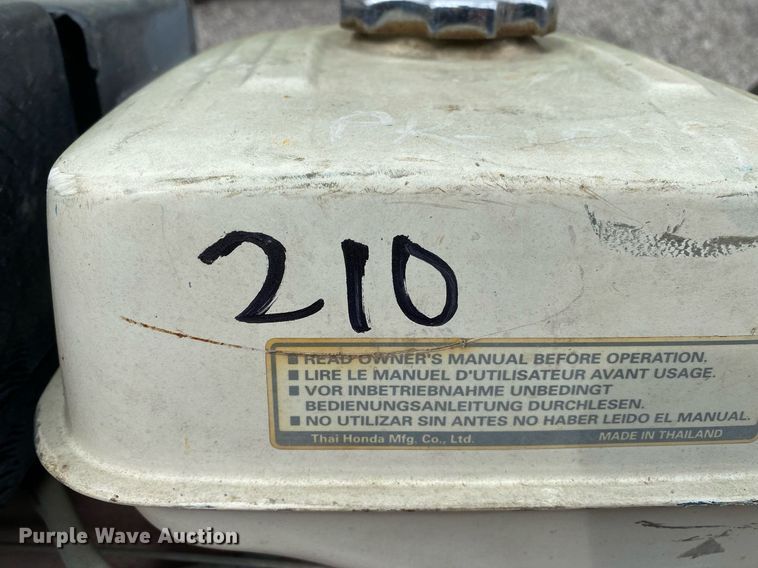 210
■ READ OWNER'S MANUAL BEFORE OPERATION.
■ LIRE LE MANUEL D'UTILISATEUR AVANT USAGE.
■ VOR INBETRIEBNAHME UNBEDINGT
BEDIENUNGSANLEITUNG DURCHLESEN.
■ NO UTILIZAR SIN ANTES NO HABER LEIDO EL MANUAL.
Thai Honda Mfg. Co., Ltd. MADE IN THAILAND
Purple Wave Auction